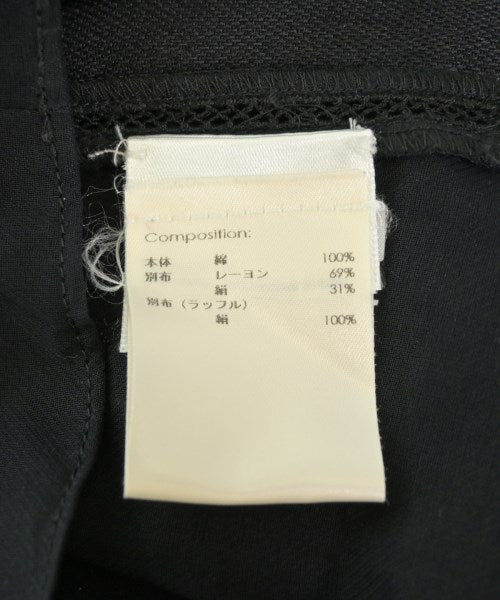 Composition:
本体 綿 100%
別布 レーヨン 69%
絹 31%
別布（ラッフル）
絹 100%